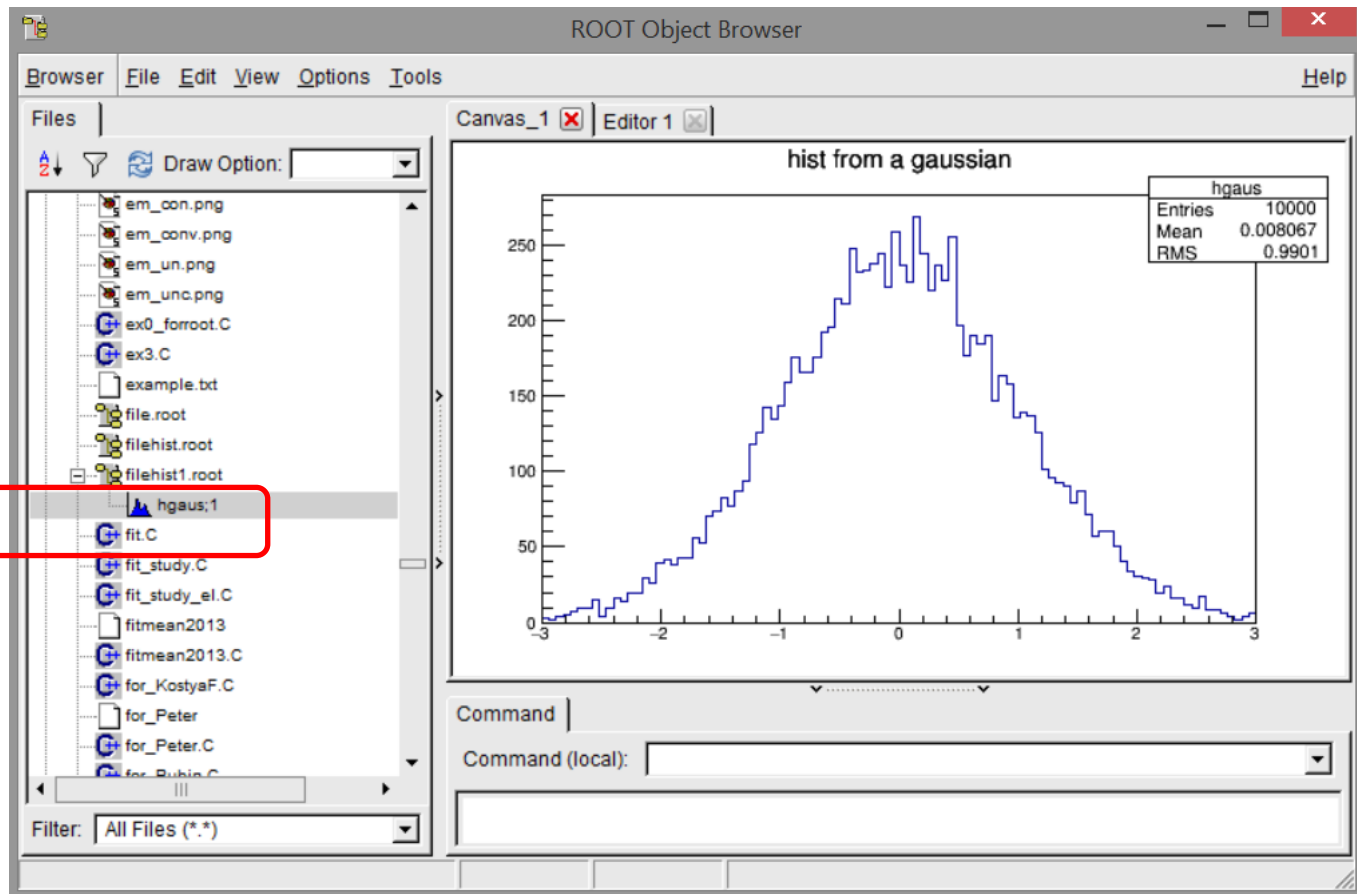 ROOT Object Browser
Browser File Edit View Options Tools Help
Files
Draw Option:
em_con.png
em_conv.png
em_un.png
em_unc.png
ex0_forroot.C
ex3.C
example.txt
file.root
filehist.root
filehist1.root
hgaus;1
fit.C
fit_study.C
fit_study_el.C
fitmean2013
fitmean2013.C
for_KostyaF.C
for_Peter
for_Peter.C
for_Rubin.C
Filter: All Files (*.*)
Canvas_1 Editor 1
hist from a gaussian
hgaus
Entries 10000
Mean 0.008067
RMS 0.9901
250
200
150
100
50
0
−3 −2 −1 0 1 2 3
Command
Command (local):